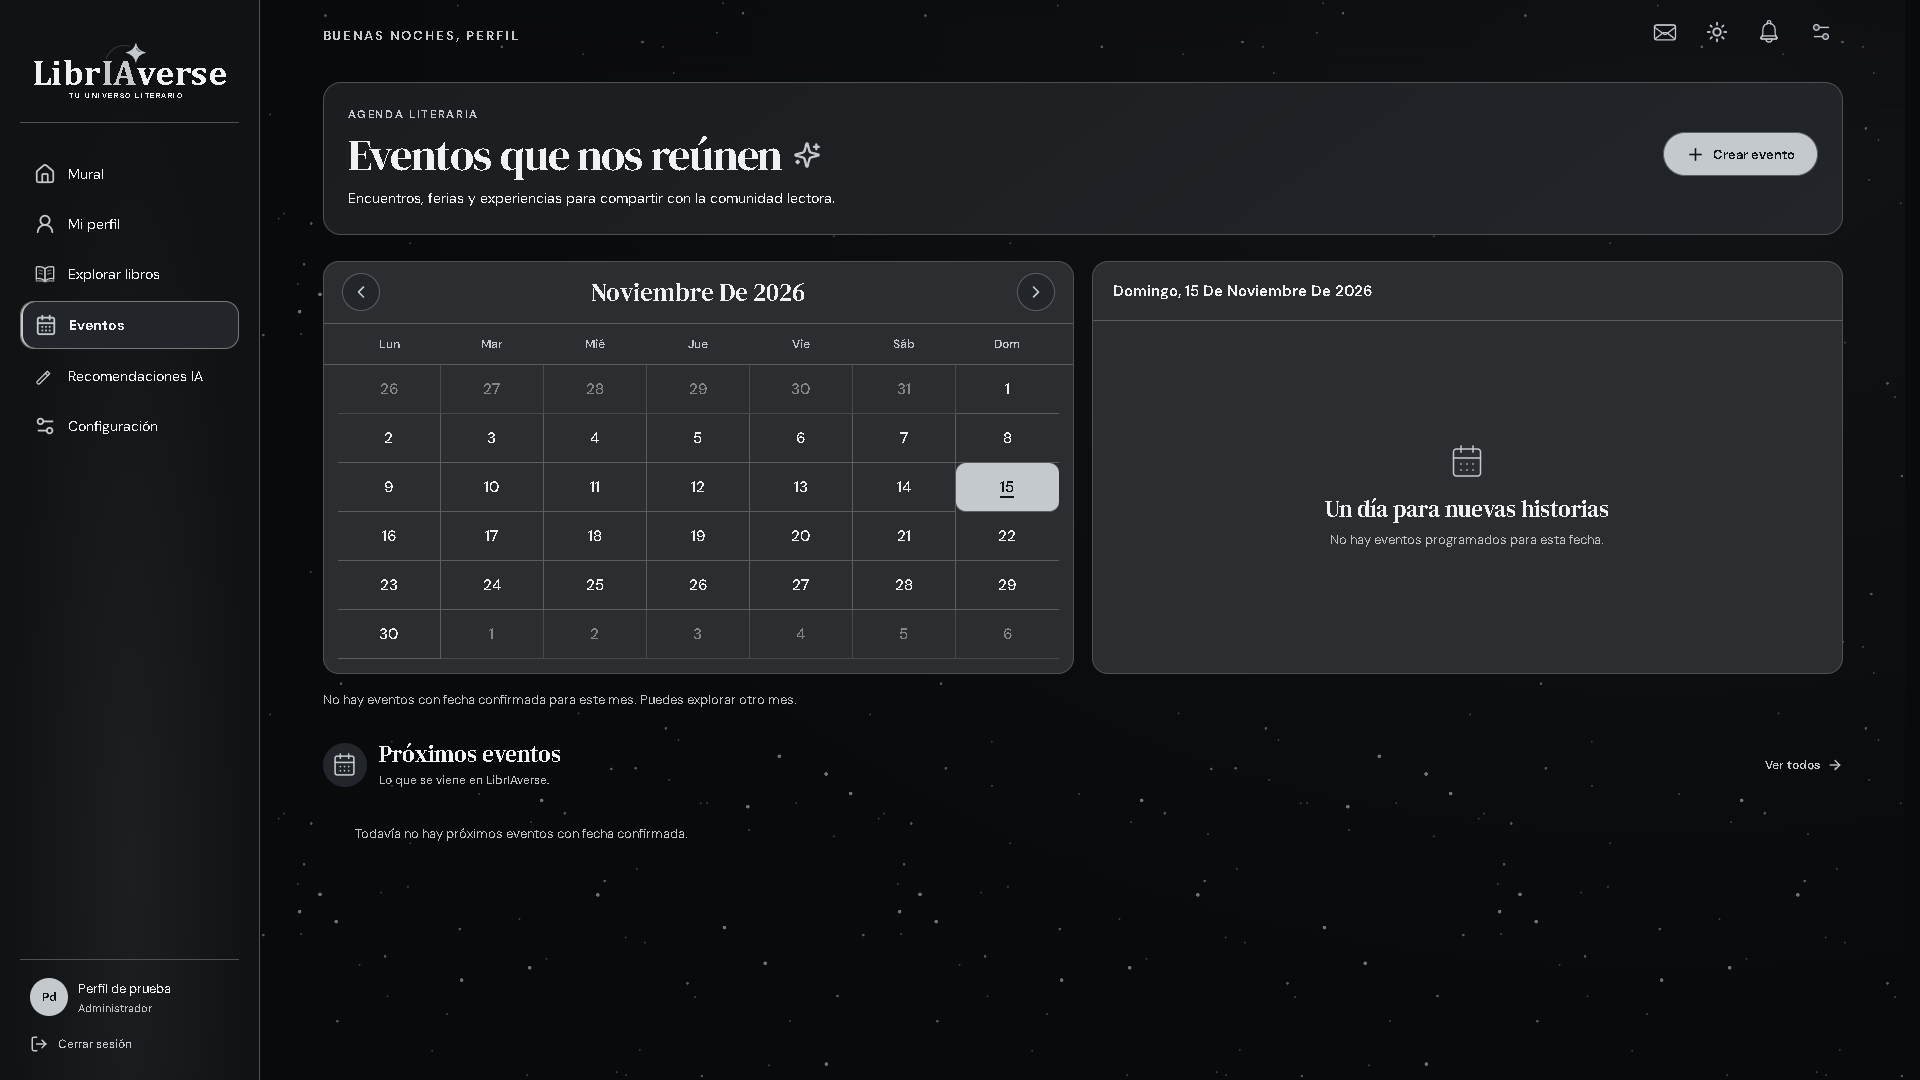 LibrIAverse
TU UNIVERSO LITERARIO
Mural
Mi perfil
Explorar libros
Eventos
Recomendaciones IA
Configuración
Pd
Perfil de prueba
Administrador
Cerrar sesión
BUENAS NOCHES, PERFIL
AGENDA LITERARIA
Eventos que nos reúnen
Encuentros, ferias y experiencias para compartir con la comunidad lectora.
Crear evento
Noviembre De 2026
Lun Mar Mié Jue Vie Sáb Dom
26 27 28 29 30 31 1
2 3 4 5 6 7 8
9 10 11 12 13 14 15
16 17 18 19 20 21 22
23 24 25 26 27 28 29
30 1 2 3 4 5 6
Domingo, 15 De Noviembre De 2026
Un día para nuevas historias
No hay eventos programados para esta fecha.
No hay eventos con fecha confirmada para este mes. Puedes explorar otro mes.
Próximos eventos
Lo que se viene en LibrIAverse.
Ver todos
Todavía no hay próximos eventos con fecha confirmada.